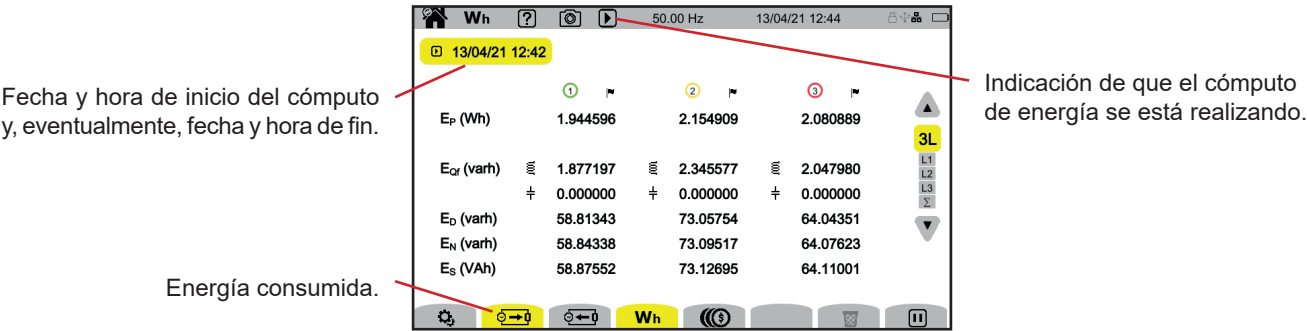 Wh ? 50.00 Hz 13/04/21 12:44
13/04/21 12:42
Fecha y hora de inicio del cómputo
y, eventualmente, fecha y hora de fin.
Indicación de que el cómputo
de energía se está realizando.
1 2 3
EP (Wh) 1.944596 2.154909 2.080889
EQf (varh) 1.877197 2.345577 2.047980
0.000000 0.000000 0.000000
ED (varh) 58.81343 73.05754 64.04351
EN (varh) 58.84338 73.09517 64.07623
ES (VAh) 58.87552 73.12695 64.11001
3L
L1
L2
L3
Σ
Energía consumida.
Wh $